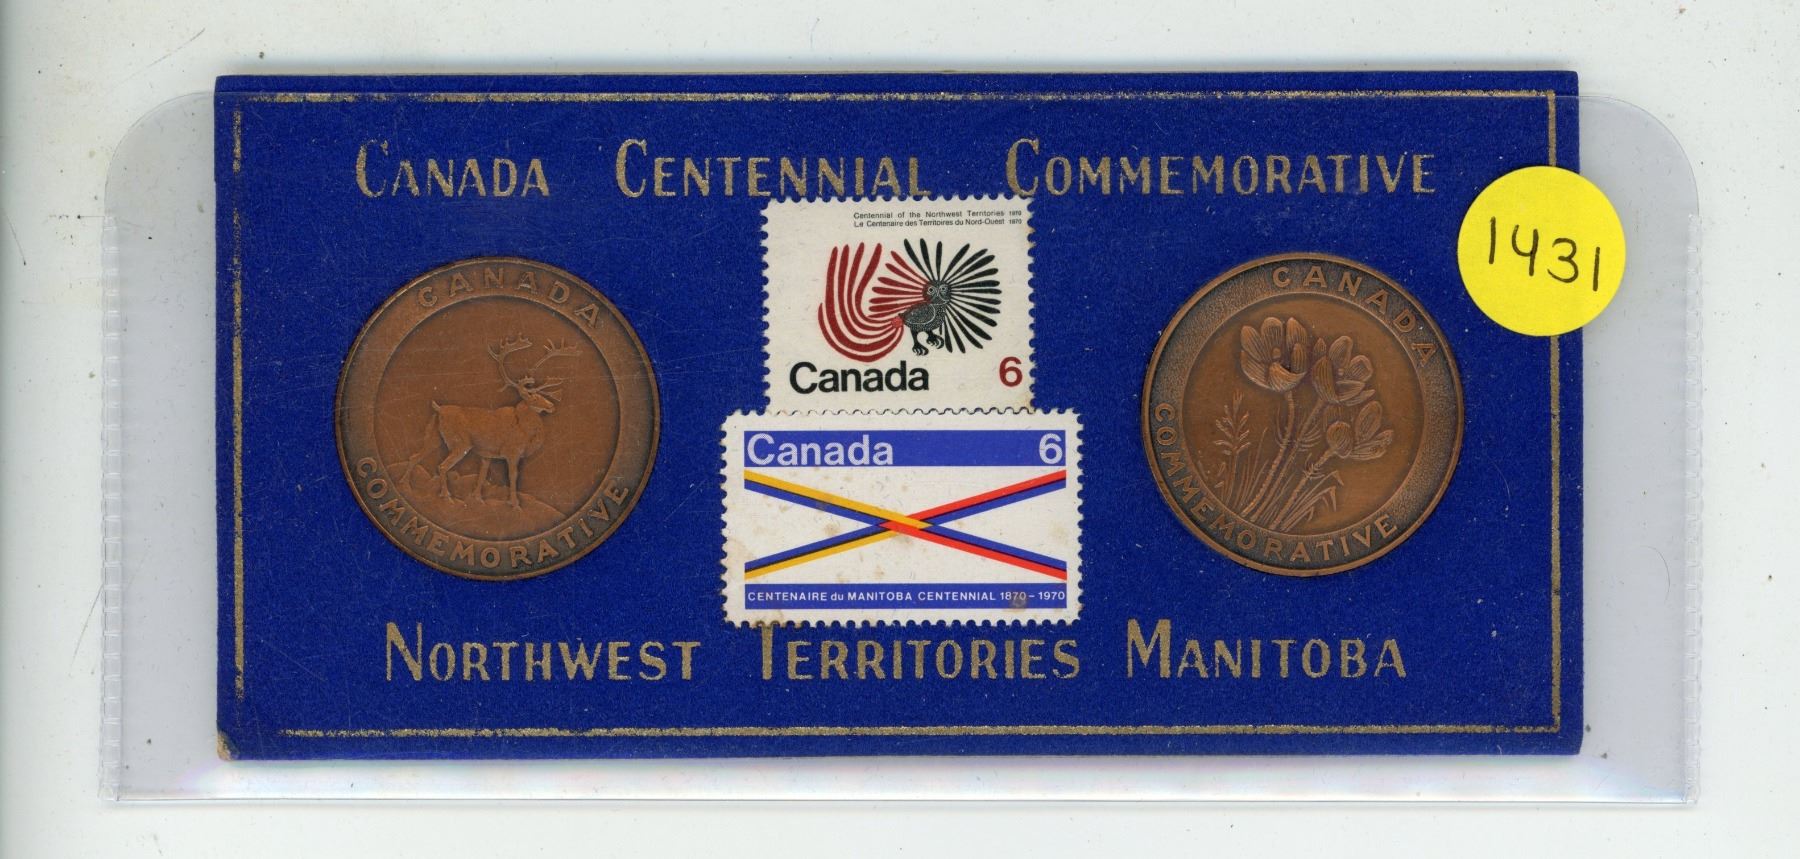 CANADA CENTENNIAL COMMEMORATIVE
1431
Centennial of the Northwest Territories 1970
Le Centenaire des Territoires du Nord-Ouest 1870
Canada 6
CANADA
COMMEMORATIVE
Canada 6
CENTENAIRE du MANITOBA CENTENNIAL 1870-1970
CANADA
COMMEMORATIVE
NORTHWEST TERRITORIES MANITOBA